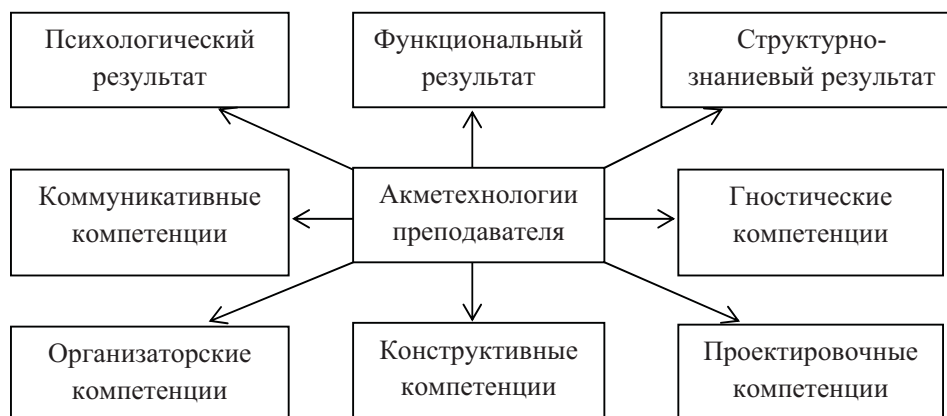 Психологический
результат
Функциональный
результат
Структурно-
знаниевый результат
Коммуникативные
компетенции
Акметехнологии
преподавателя
Гностические
компетенции
Организаторские
компетенции
Конструктивные
компетенции
Проектировочные
компетенции